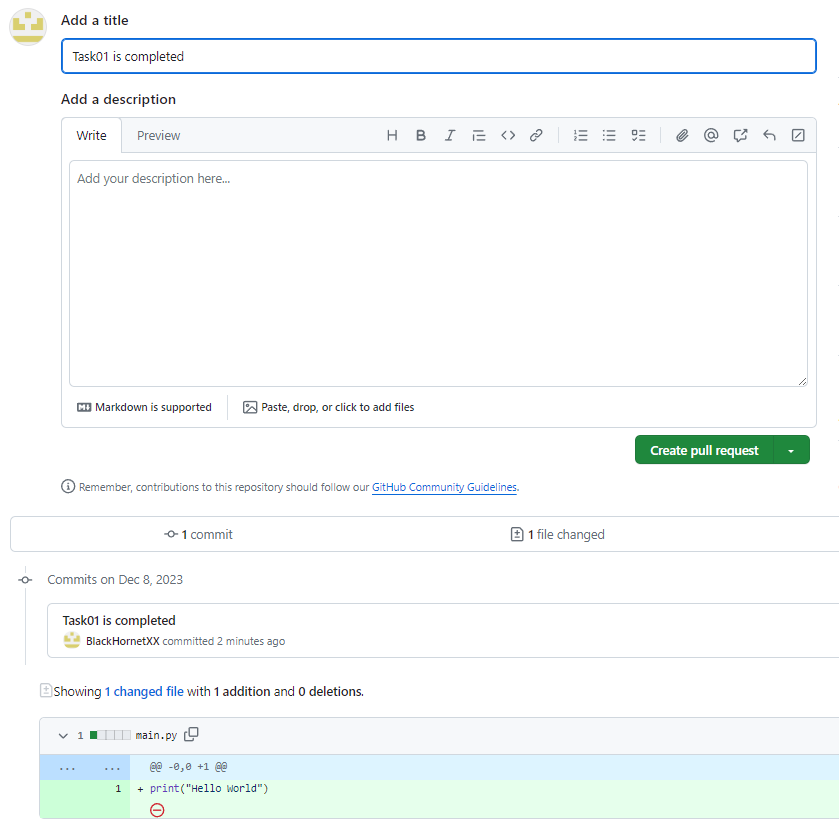 Add a title
Task01 is completed
Add a description
Write Preview
Add your description here...
Markdown is supported Paste, drop, or click to add files
Create pull request
Remember, contributions to this repository should follow our GitHub Community Guidelines.
1 commit 1 file changed
Commits on Dec 8, 2023
Task01 is completed
BlackHornetXX committed 2 minutes ago
Showing 1 changed file with 1 addition and 0 deletions.
1 main.py
... ... @@ -0,0 +1 @@
1 + print("Hello World")